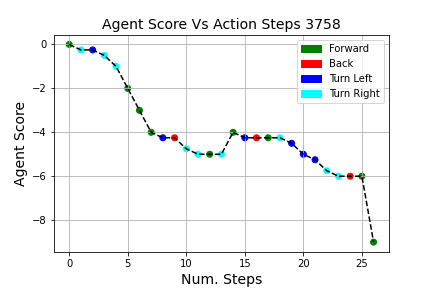 Agent Score Vs Action Steps 3758
Forward
Back
Turn Left
Turn Right
Agent Score
0
−2
−4
−6
−8
0 5 10 15 20 25
Num. Steps